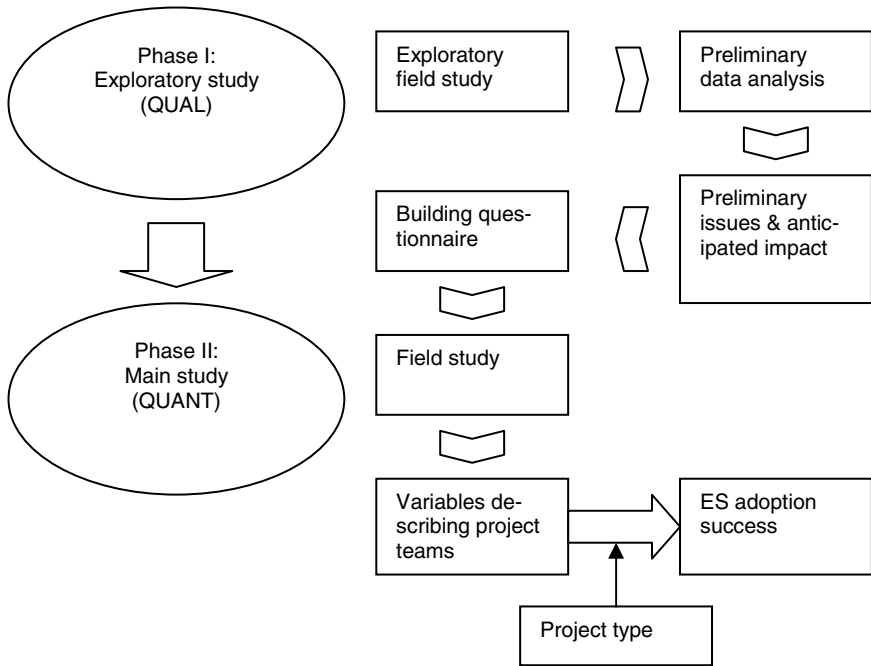 Phase I:
Exploratory study
(QUAL)
Exploratory
field study
Preliminary
data analysis
Preliminary
issues & antic-
ipated impact
Building ques-
tionnaire
Phase II:
Main study
(QUANT)
Field study
Variables de-
scribing project
teams
ES adoption
success
Project type